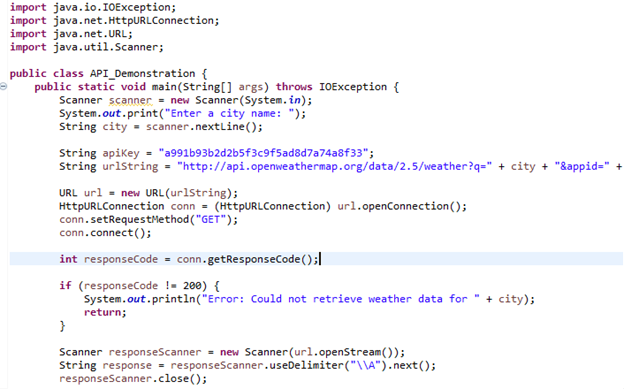 import java.io.IOException;
import java.net.HttpURLConnection;
import java.net.URL;
import java.util.Scanner;

public class API_Demonstration {
    public static void main(String[] args) throws IOException {
        Scanner scanner = new Scanner(System.in);
        System.out.print("Enter a city name: ");
        String city = scanner.nextLine();

        String apiKey = "a991b93b2d2b5f3c9f5ad8d7a74a8f33";
        String urlString = "http://api.openweathermap.org/data/2.5/weather?q=" + city + "&appid=" +

        URL url = new URL(urlString);
        HttpURLConnection conn = (HttpURLConnection) url.openConnection();
        conn.setRequestMethod("GET");
        conn.connect();

        int responseCode = conn.getResponseCode();

        if (responseCode != 200) {
            System.out.println("Error: Could not retrieve weather data for " + city);
            return;
        }

        Scanner responseScanner = new Scanner(url.openStream());
        String response = responseScanner.useDelimiter("\\A").next();
        responseScanner.close();